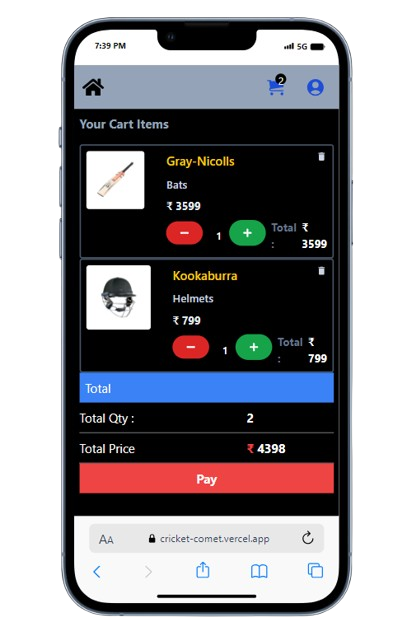 7:39 PM 5G
2
Your Cart Items
Gray-Nicolls
Bats
₹ 3599
− 1 + Total : ₹ 3599
Kookaburra
Helmets
₹ 799
− 1 + Total : ₹ 799
Total
Total Qty : 2
Total Price ₹ 4398
Pay
AA cricket-comet.vercel.app